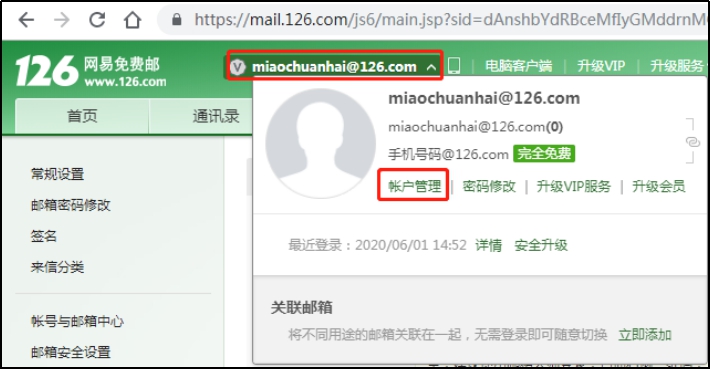 https://mail.126.com/js6/main.jsp?sid=dAnshbYdRBceMfIyGMddrnM
126 网易免费邮
www.126.com
miaochuanhai@126.com
电脑客户端 | 升级VIP | 升级服务
首页 通讯录
miaochuanhai@126.com
miaochuanhai@126.com(0)
手机号码@126.com 完全免费
帐户管理 | 密码修改 | 升级VIP服务 | 升级会员
最近登录：2020/06/01 14:52 详情 安全升级
关联邮箱
将不同用途的邮箱关联在一起，无需登录即可随意切换 立即添加
常规设置
邮箱密码修改
签名
来信分类
帐号与邮箱中心
邮箱安全设置